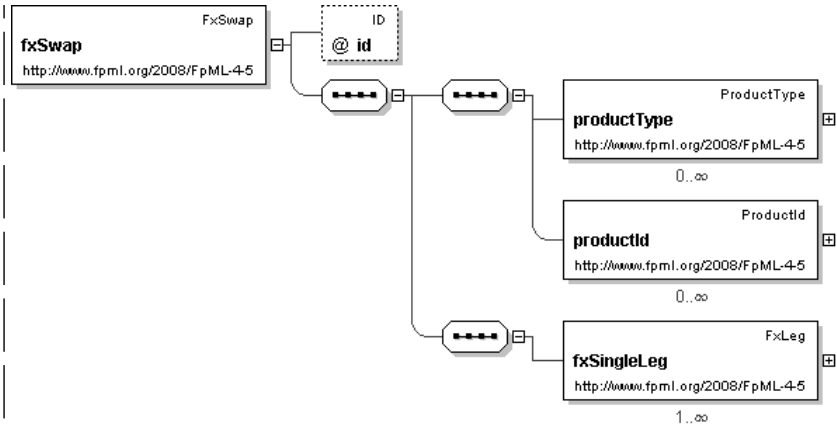 FxSwap
fxSwap
http://www.fpml.org/2008/FpML-4-5
ID
@ id
ProductType
productType
http://www.fpml.org/2008/FpML-4-5
0..∞
ProductId
productId
http://www.fpml.org/2008/FpML-4-5
0..∞
FxLeg
fxSingleLeg
http://www.fpml.org/2008/FpML-4-5
1..∞